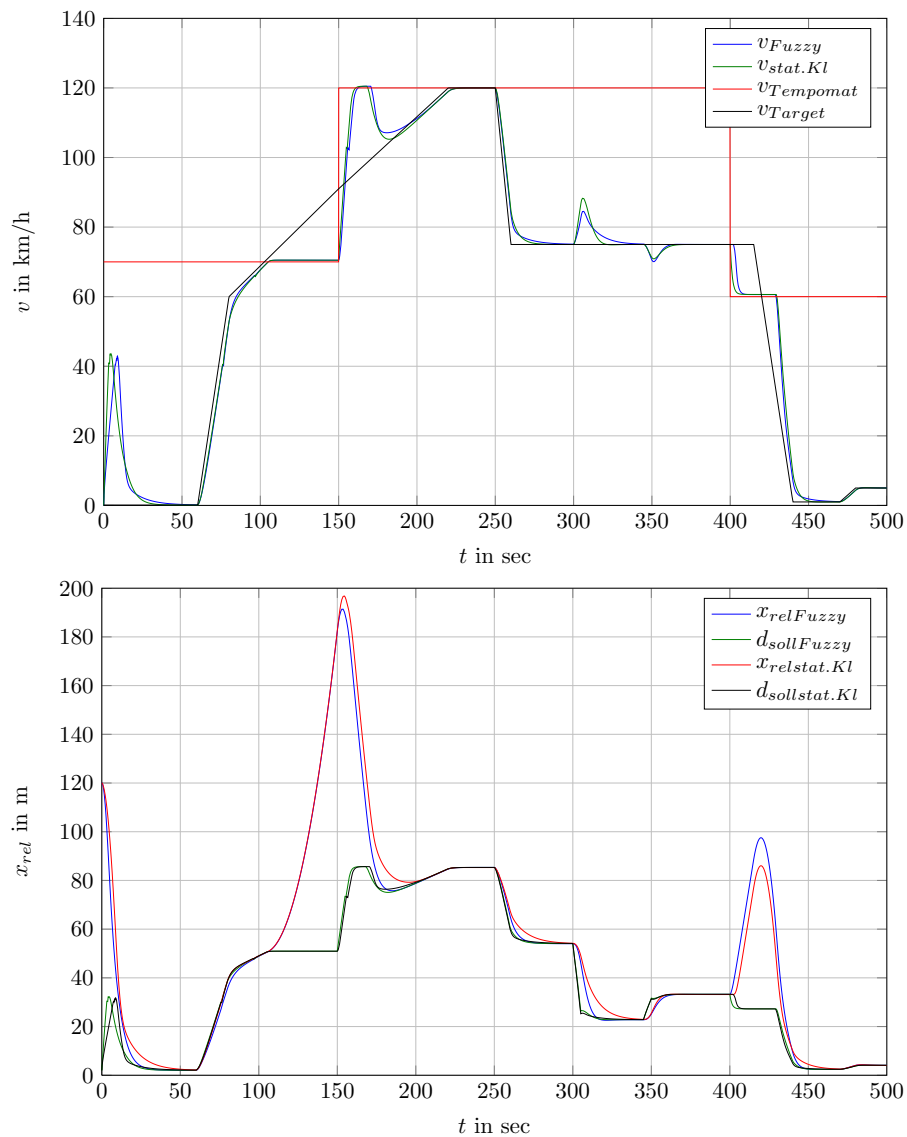 140
120
100
80
60
40
20
0
v in km/h
v_{Fuzzy}
v_{stat.Kl}
v_{Tempomat}
v_{Target}
0 50 100 150 200 250 300 350 400 450 500
t in sec
200
180
160
140
120
100
80
60
40
20
0
x_{rel} in m
x_{relFuzzy}
d_{sollFuzzy}
x_{relstat.Kl}
d_{sollstat.Kl}
0 50 100 150 200 250 300 350 400 450 500
t in sec